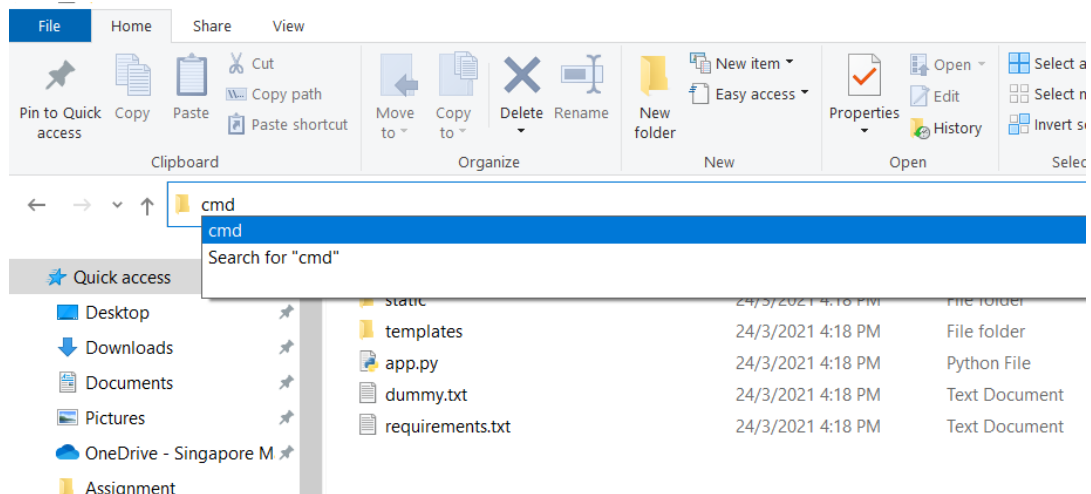 File Home Share View
Cut
Copy path
Paste shortcut
Pin to Quick access
Copy
Paste
Clipboard
Move to
Copy to
Delete
Rename
Organize
New folder
New item
Easy access
New
Properties
Open
Edit
History
Open
Select a
Select n
Invert se
Selec
cmd
cmd
Search for "cmd"
Quick access
Desktop
Downloads
Documents
Pictures
OneDrive - Singapore M
Assignment
static 24/3/2021 4:18 PM File folder
templates 24/3/2021 4:18 PM File folder
app.py 24/3/2021 4:18 PM Python File
dummy.txt 24/3/2021 4:18 PM Text Document
requirements.txt 24/3/2021 4:18 PM Text Document